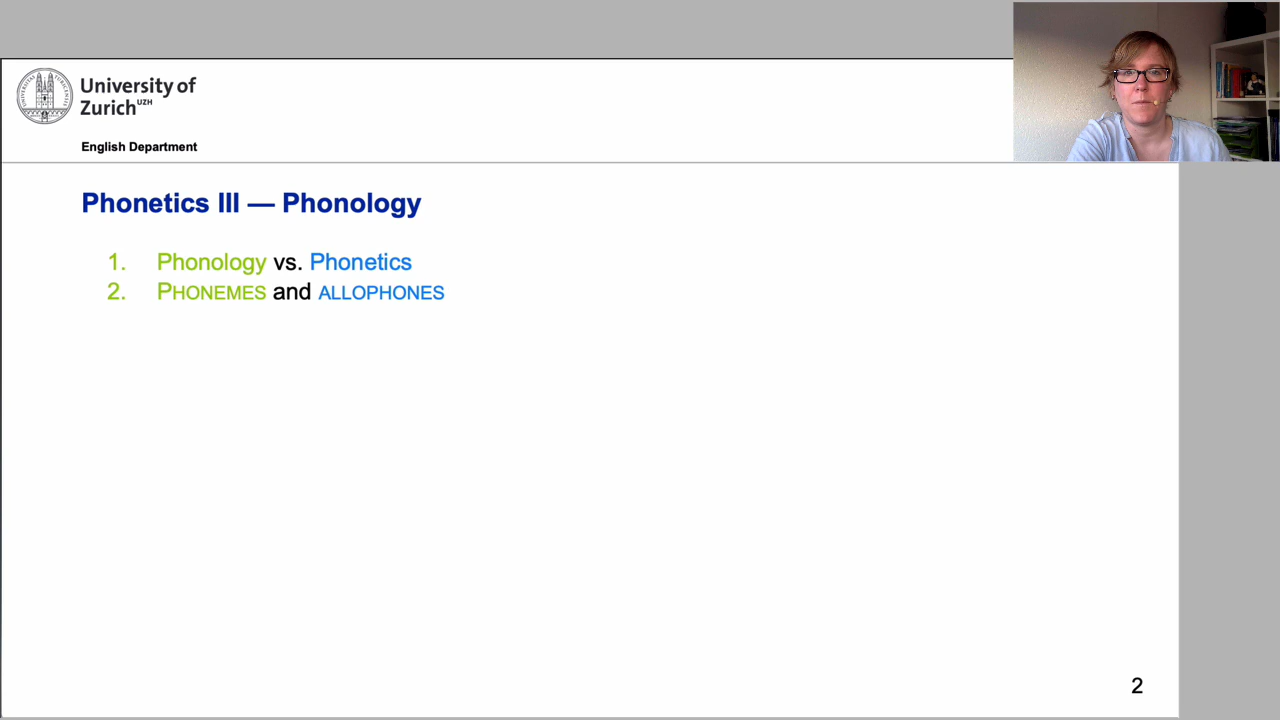 University of
Zurich UZH
English Department
Phonetics III — Phonology
1. Phonology vs. Phonetics
2. PHONEMES and ALLOPHONES
2